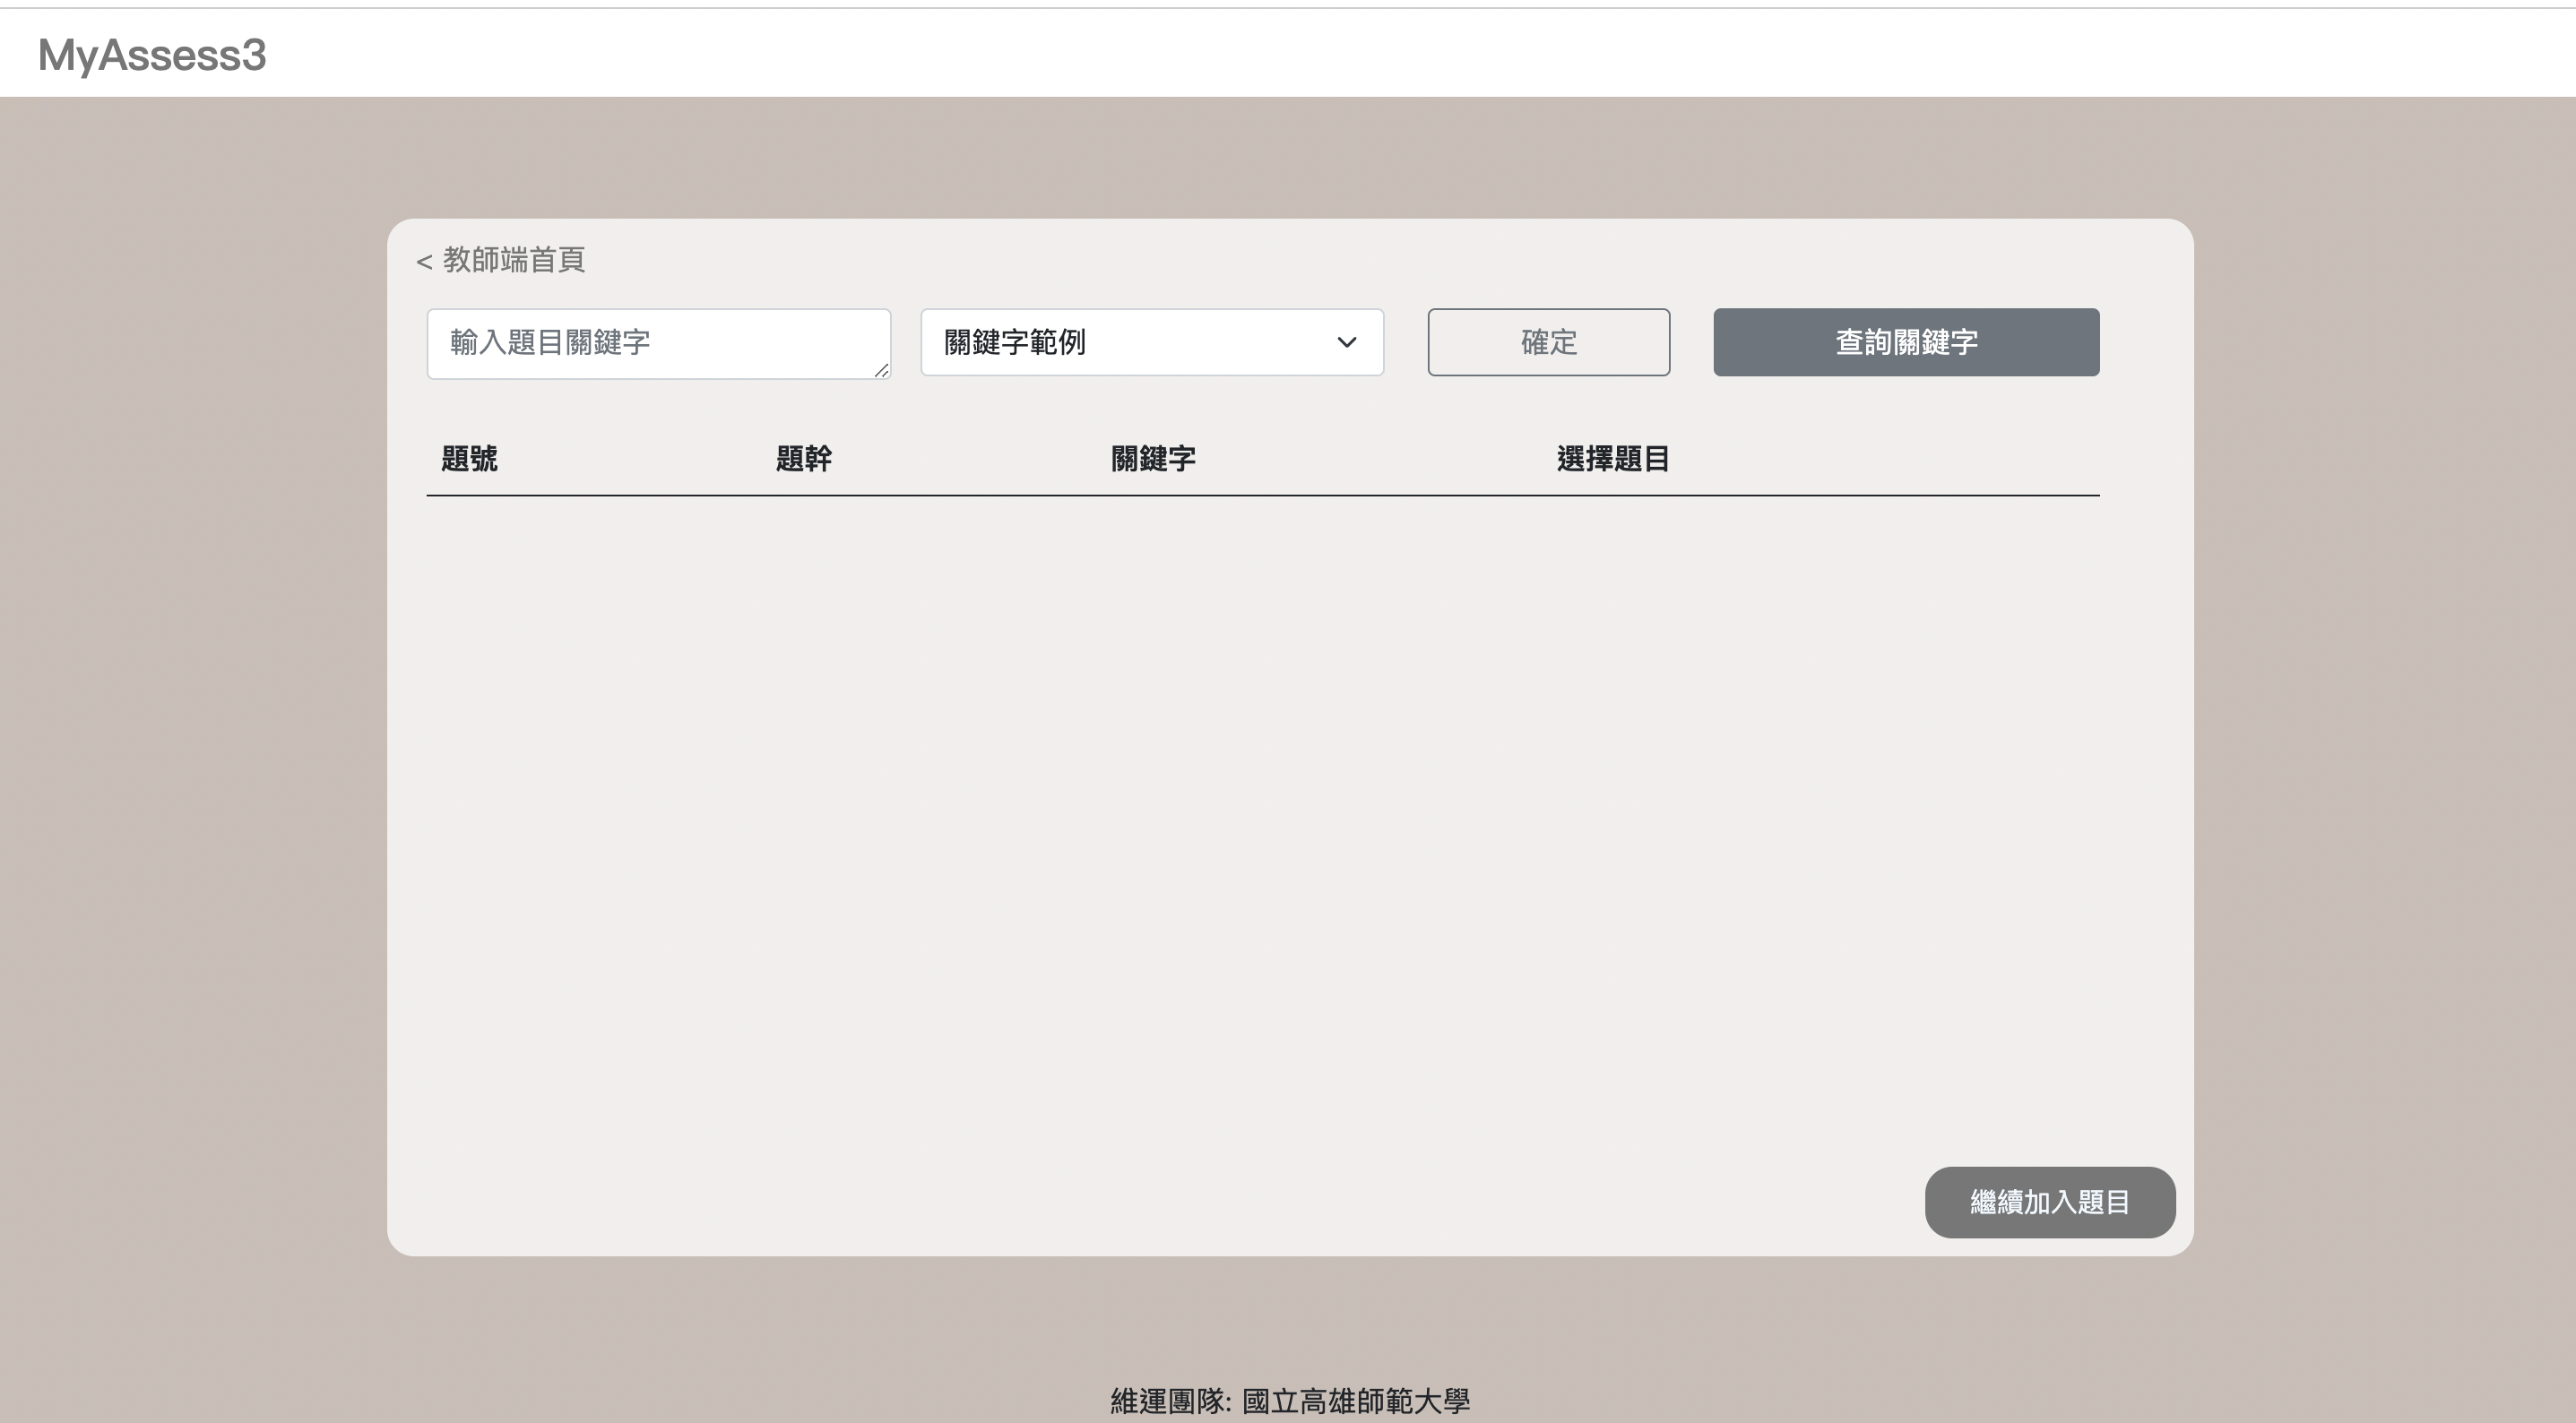 MyAssess3
< 教師端首頁
輸入題目關鍵字 關鍵字範例 確定 查詢關鍵字
題號 題幹 關鍵字 選擇題目
繼續加入題目
維運團隊: 國立高雄師範大學